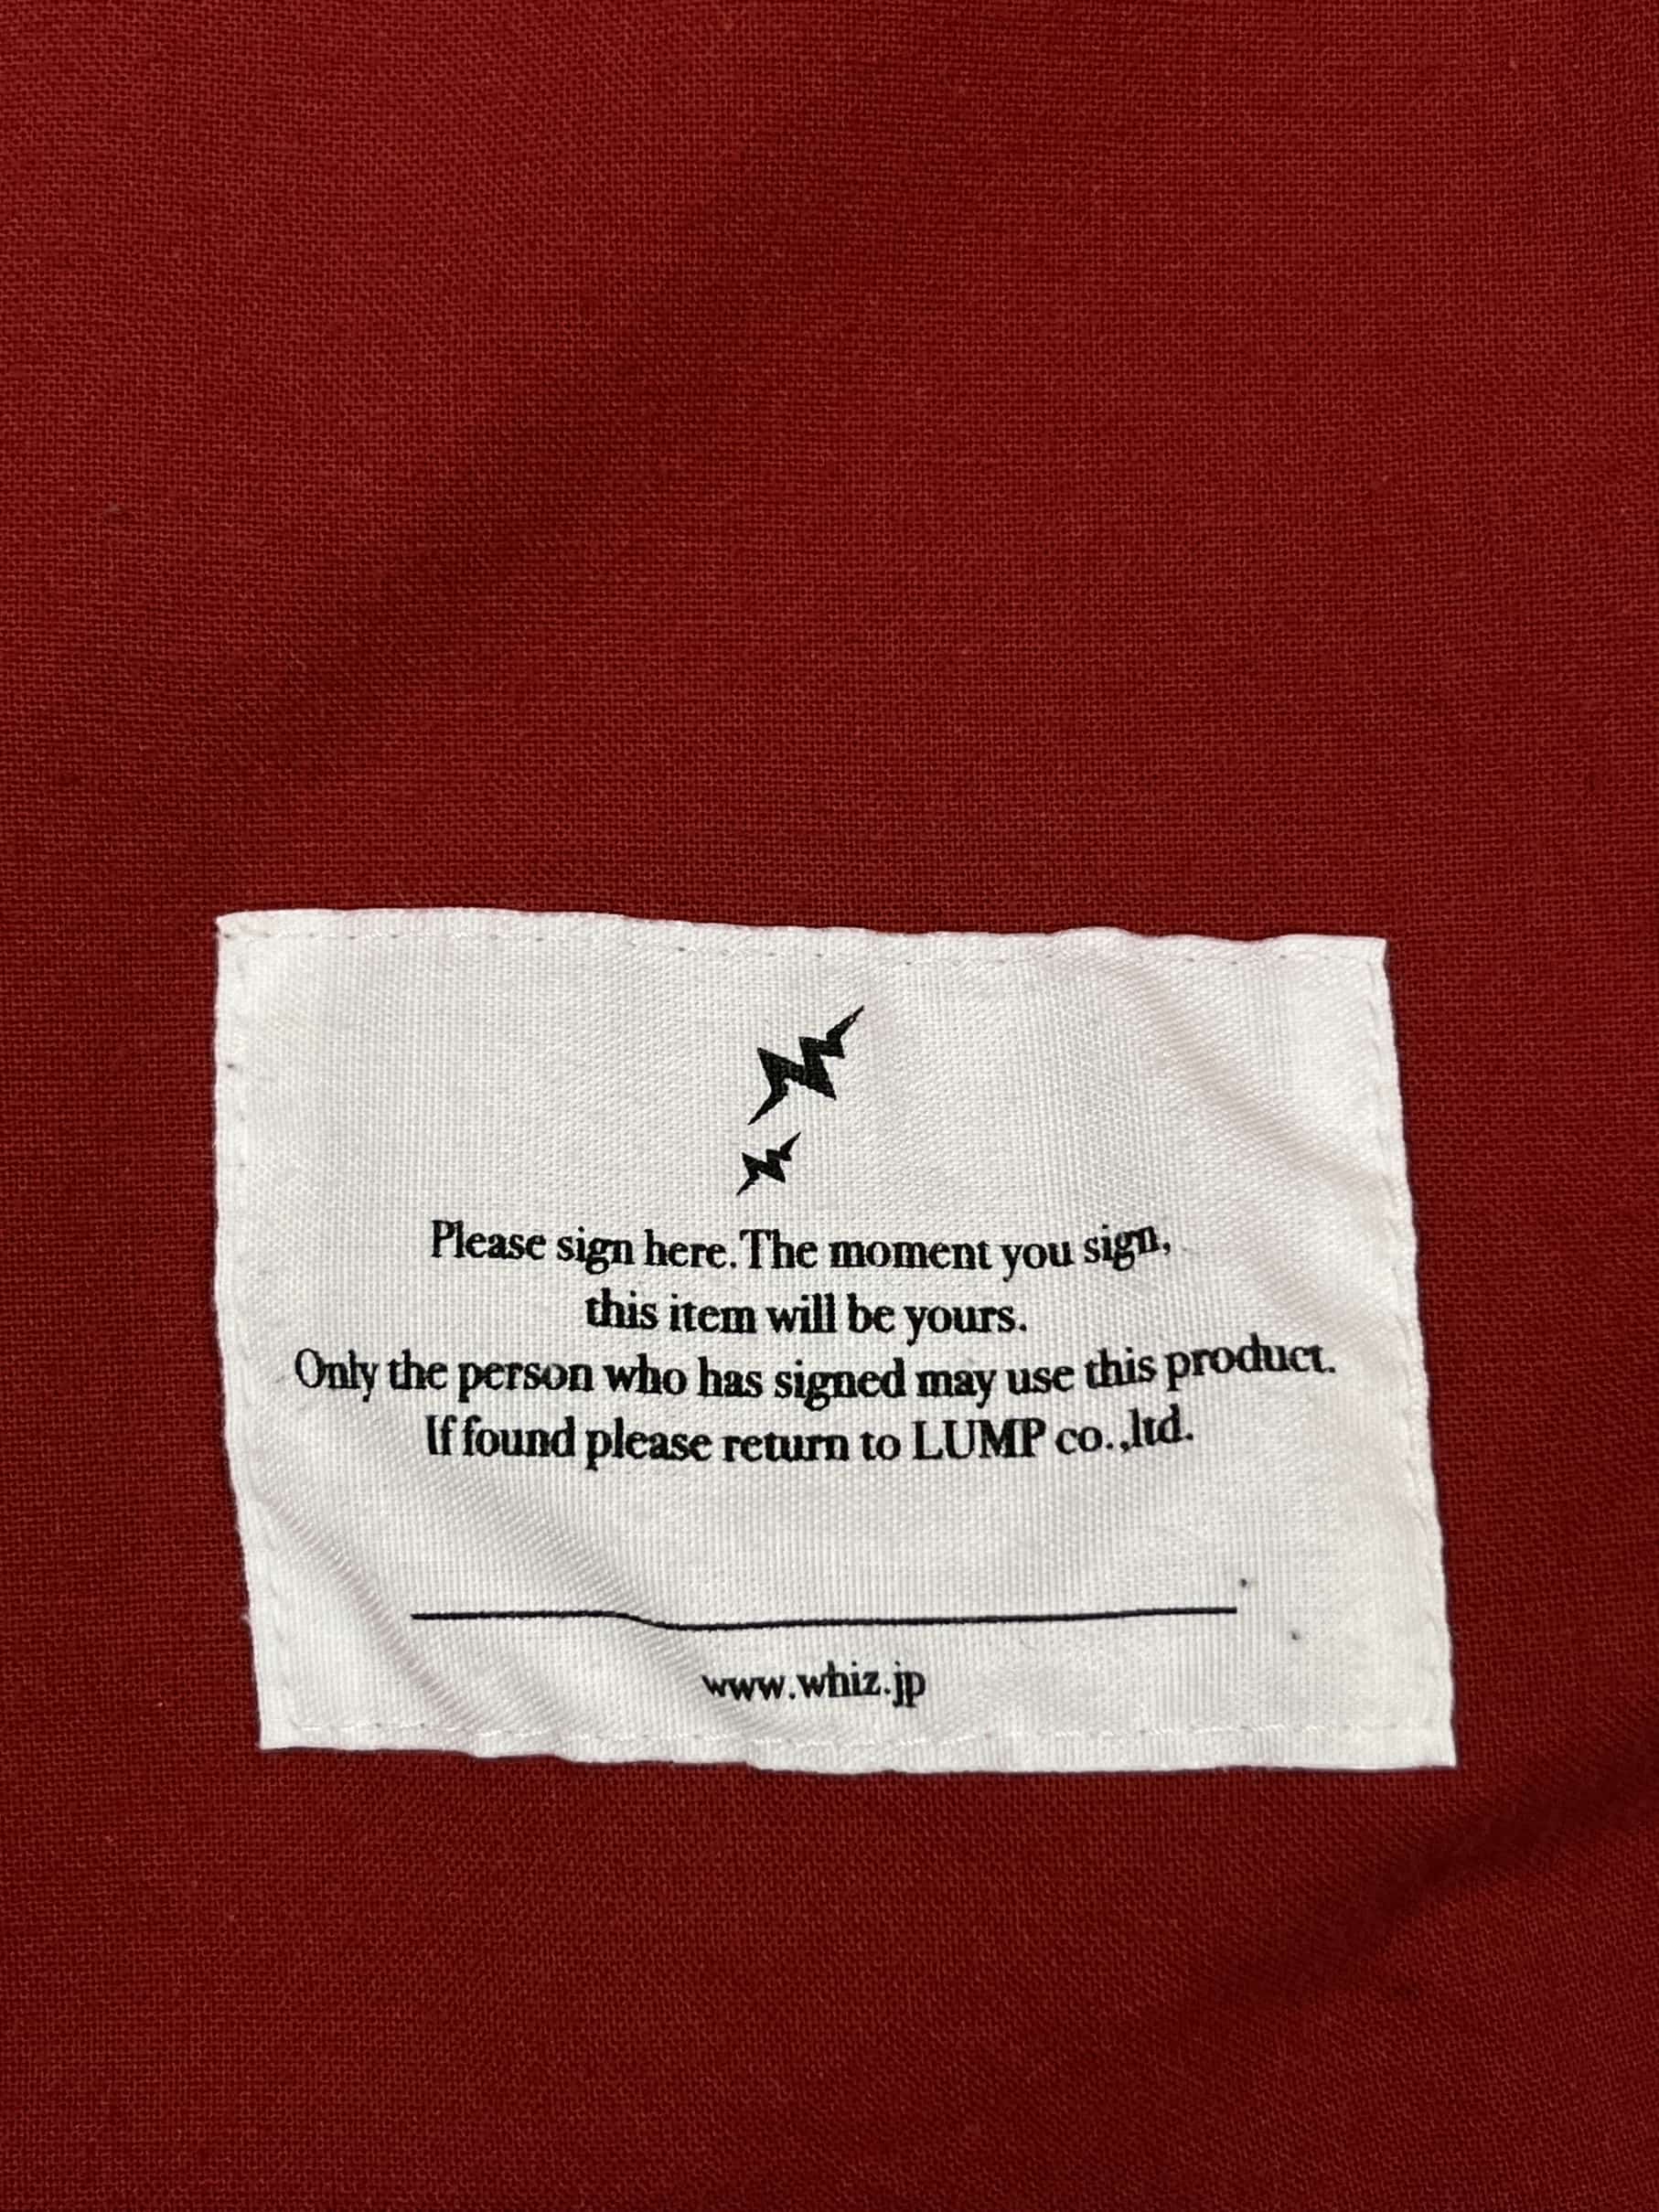 Please sign here. The moment you sign,
this item will be yours.
Only the person who has signed may use this product.
If found please return to LUMP co.,ltd.
www.whiz.jp